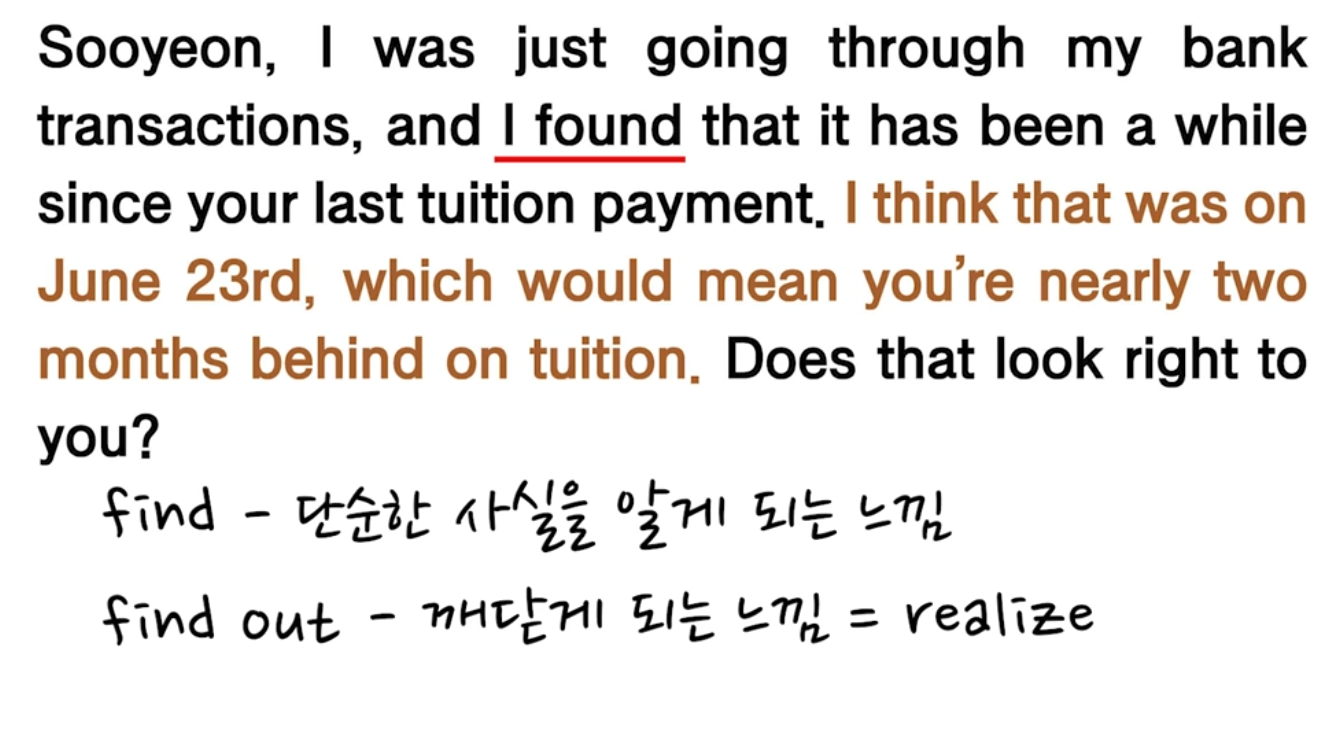 Sooyeon, I was just going through my bank
transactions, and I found that it has been a while
since your last tuition payment. I think that was on
June 23rd, which would mean you’re nearly two
months behind on tuition. Does that look right to
you?
find - 단순한 사실을 알게 되는 느낌
find out - 깨닫게 되는 느낌 = realize